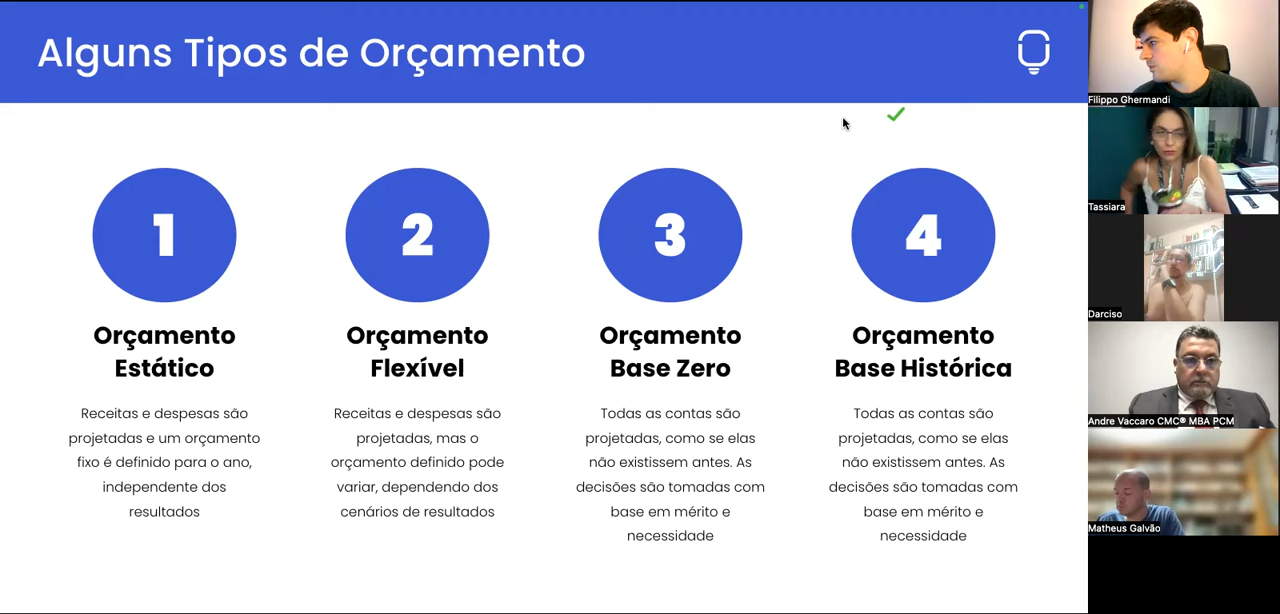 Alguns Tipos de Orçamento
1
Orçamento
Estático
Receitas e despesas são
projetadas e um orçamento
fixo é definido para o ano,
independente dos
resultados
2
Orçamento
Flexível
Receitas e despesas são
projetadas, mas o
orçamento definido pode
variar, dependendo dos
cenários de resultados
3
Orçamento
Base Zero
Todas as contas são
projetadas, como se elas
não existissem antes. As
decisões são tomadas com
base em mérito e
necessidade
4
Orçamento
Base Histórica
Todas as contas são
projetadas, como se elas
não existissem antes. As
decisões são tomadas com
base em mérito e
necessidade
Filippo Ghermandi
Tassiara
Darciso
Andre Vaccaro CMC® MBA PCM
Matheus Galvão